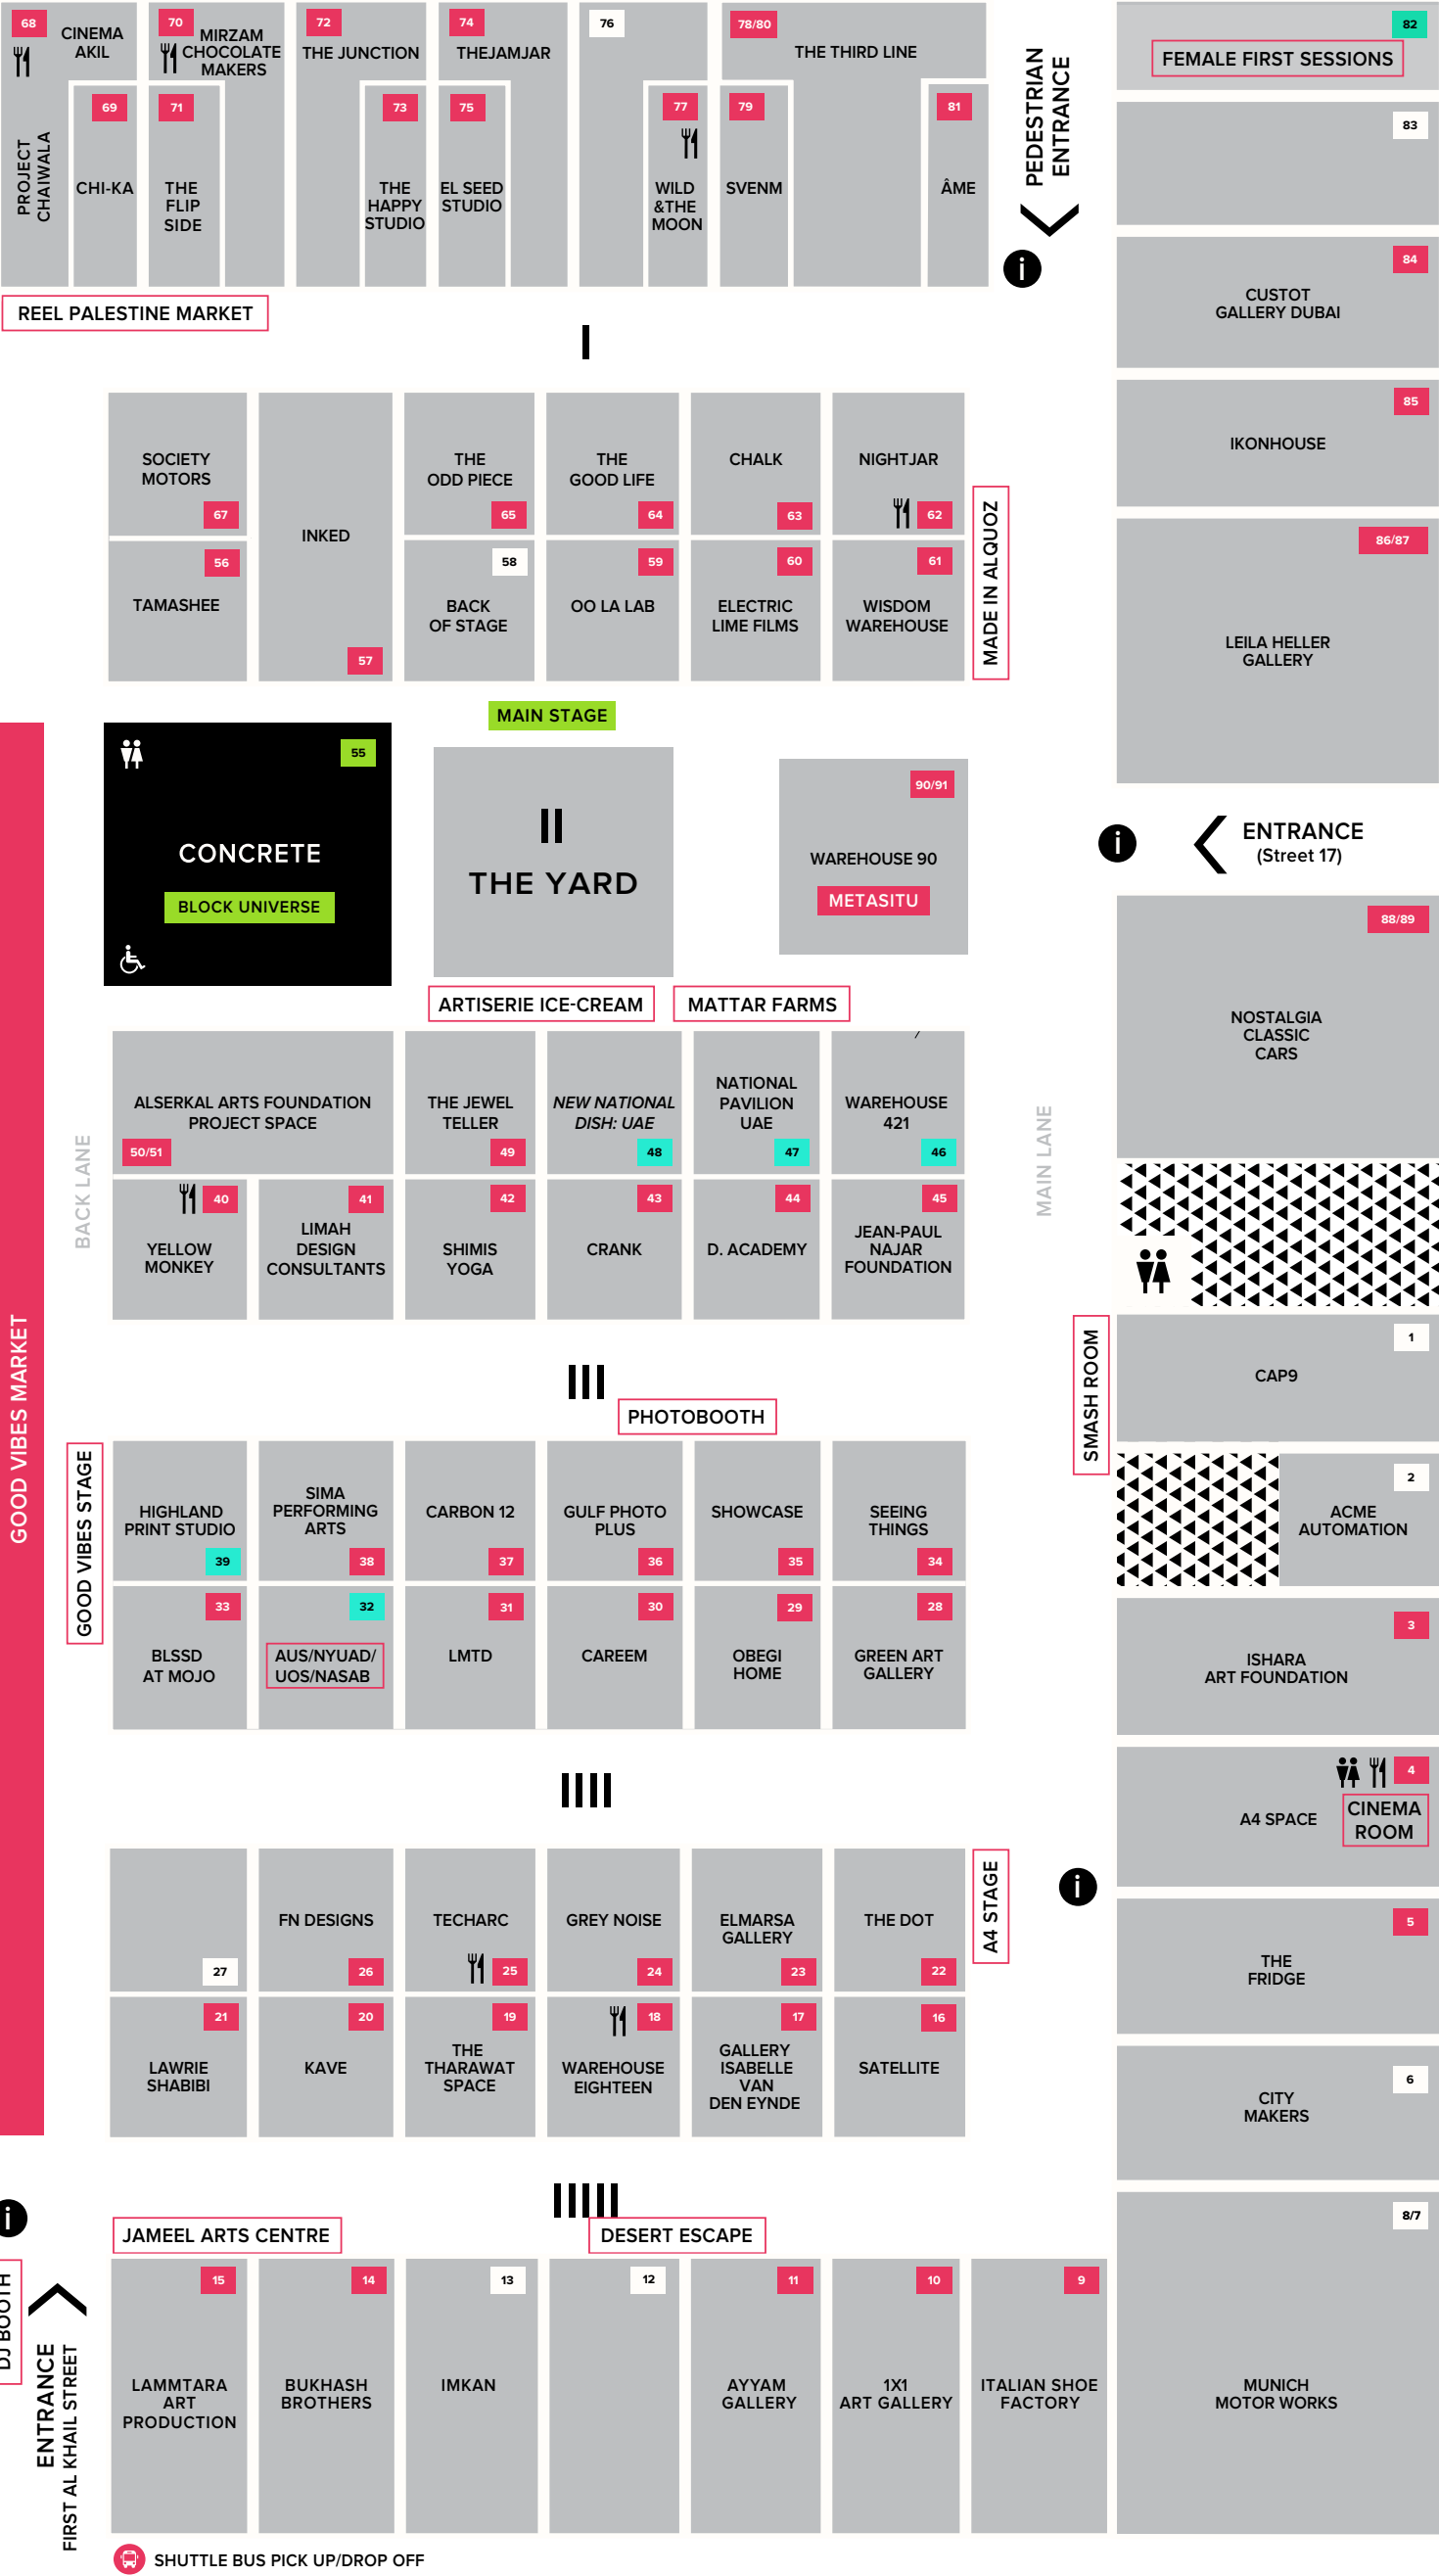 68
CINEMA
AKIL
PROJECT
CHAIWALA
69
CHI-KA
70
MIRZAM
CHOCOLATE
MAKERS
71
THE
FLIP
SIDE
72
THE JUNCTION
73
THE
HAPPY
STUDIO
74
THEJAMJAR
75
EL SEED
STUDIO
76
77
WILD
&THE
MOON
78/80
THE THIRD LINE
79
SVENM
81
ÂME
PEDESTRIAN
ENTRANCE
i
82
FEMALE FIRST SESSIONS
83
84
CUSTOT
GALLERY DUBAI
85
IKONHOUSE
86/87
LEILA HELLER
GALLERY
REEL PALESTINE MARKET
I
SOCIETY
MOTORS
67
INKED
57
THE
ODD PIECE
65
THE
GOOD LIFE
64
CHALK
63
NIGHTJAR
62
56
TAMASHEE
58
BACK
OF STAGE
59
OO LA LAB
60
ELECTRIC
LIME FILMS
61
WISDOM
WAREHOUSE
MADE IN ALQUOZ
MAIN STAGE
55
CONCRETE
BLOCK UNIVERSE
II
THE YARD
90/91
WAREHOUSE 90
METASITU
i
ENTRANCE
(Street 17)
88/89
NOSTALGIA
CLASSIC
CARS
ARTISERIE ICE-CREAM
MATTAR FARMS
ALSERKAL ARTS FOUNDATION
PROJECT SPACE
50/51
THE JEWEL
TELLER
49
NEW NATIONAL
DISH: UAE
48
NATIONAL
PAVILION
UAE
47
WAREHOUSE
421
46
BACK LANE
MAIN LANE
40
YELLOW
MONKEY
41
LIMAH
DESIGN
CONSULTANTS
42
SHIMIS
YOGA
43
CRANK
44
D. ACADEMY
45
JEAN-PAUL
NAJAR
FOUNDATION
GOOD VIBES MARKET
III
PHOTOBOOTH
SMASH ROOM
1
CAP9
2
ACME
AUTOMATION
GOOD VIBES STAGE
HIGHLAND
PRINT STUDIO
39
SIMA
PERFORMING
ARTS
38
CARBON 12
37
GULF PHOTO
PLUS
36
SHOWCASE
35
SEEING
THINGS
34
33
BLSSD
AT MOJO
32
AUS/NYUAD/
UOS/NASAB
31
LMTD
30
CAREEM
29
OBEGI
HOME
28
GREEN ART
GALLERY
3
ISHARA
ART FOUNDATION
4
A4 SPACE
CINEMA
ROOM
IIII
27
FN DESIGNS
26
TECHARC
25
GREY NOISE
24
ELMARSA
GALLERY
23
THE DOT
22
A4 STAGE
i
5
THE
FRIDGE
21
LAWRIE
SHABIBI
20
KAVE
19
THE
THARAWAT
SPACE
18
WAREHOUSE
EIGHTEEN
17
GALLERY
ISABELLE
VAN
DEN EYNDE
16
SATELLITE
6
CITY
MAKERS
IIIII
i
JAMEEL ARTS CENTRE
DESERT ESCAPE
8/7
MUNICH
MOTOR WORKS
DJ BOOTH
ENTRANCE
FIRST AL KHAIL STREET
15
LAMMTARA
ART
PRODUCTION
14
BUKHASH
BROTHERS
13
IMKAN
12
11
AYYAM
GALLERY
10
1X1
ART GALLERY
9
ITALIAN SHOE
FACTORY
SHUTTLE BUS PICK UP/DROP OFF